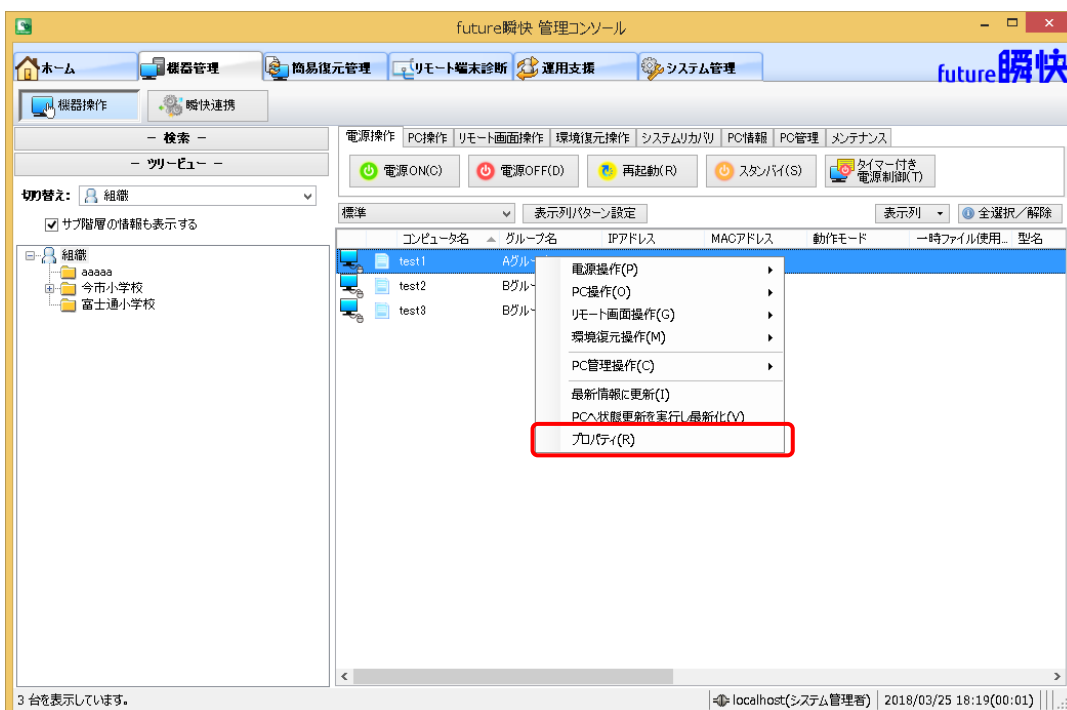 future瞬快 管理コンソール
ホーム 機器管理 簡易復元管理 リモート端末診断 運用支援 システム管理
future瞬快
機器操作 瞬快連携
－ 検索 －
－ ツリービュー －
切り替え: 組織
サブ階層の情報も表示する
組織
aaaaa
今市小学校
富士通小学校
電源操作 PC操作 リモート画面操作 環境復元操作 システムリカバリ PC情報 PC管理 メンテナンス
電源ON(C) 電源OFF(D) 再起動(R) スタンバイ(S) タイマー付き
電源制御(T)
標準 表示列パターン設定 表示列 全選択／解除
コンピュータ名 グループ名 IPアドレス MACアドレス 動作モード 一時ファイル使用... 型名
test1 Aグルー
test2 Bグルー
test3 Bグルー
電源操作(P)
PC操作(O)
リモート画面操作(G)
環境復元操作(M)
PC管理操作(C)
最新情報に更新(I)
PCへ状態更新を実行し最新化(V)
プロパティ(R)
3 台を表示しています。
localhost(システム管理者) 2018/03/25 18:19(00:01)